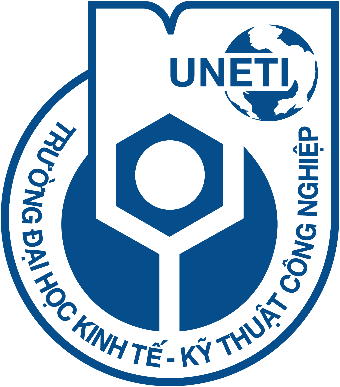 UNETI
TRƯỜNG ĐẠI HỌC KINH TẾ - KỸ THUẬT CÔNG NGHIỆP